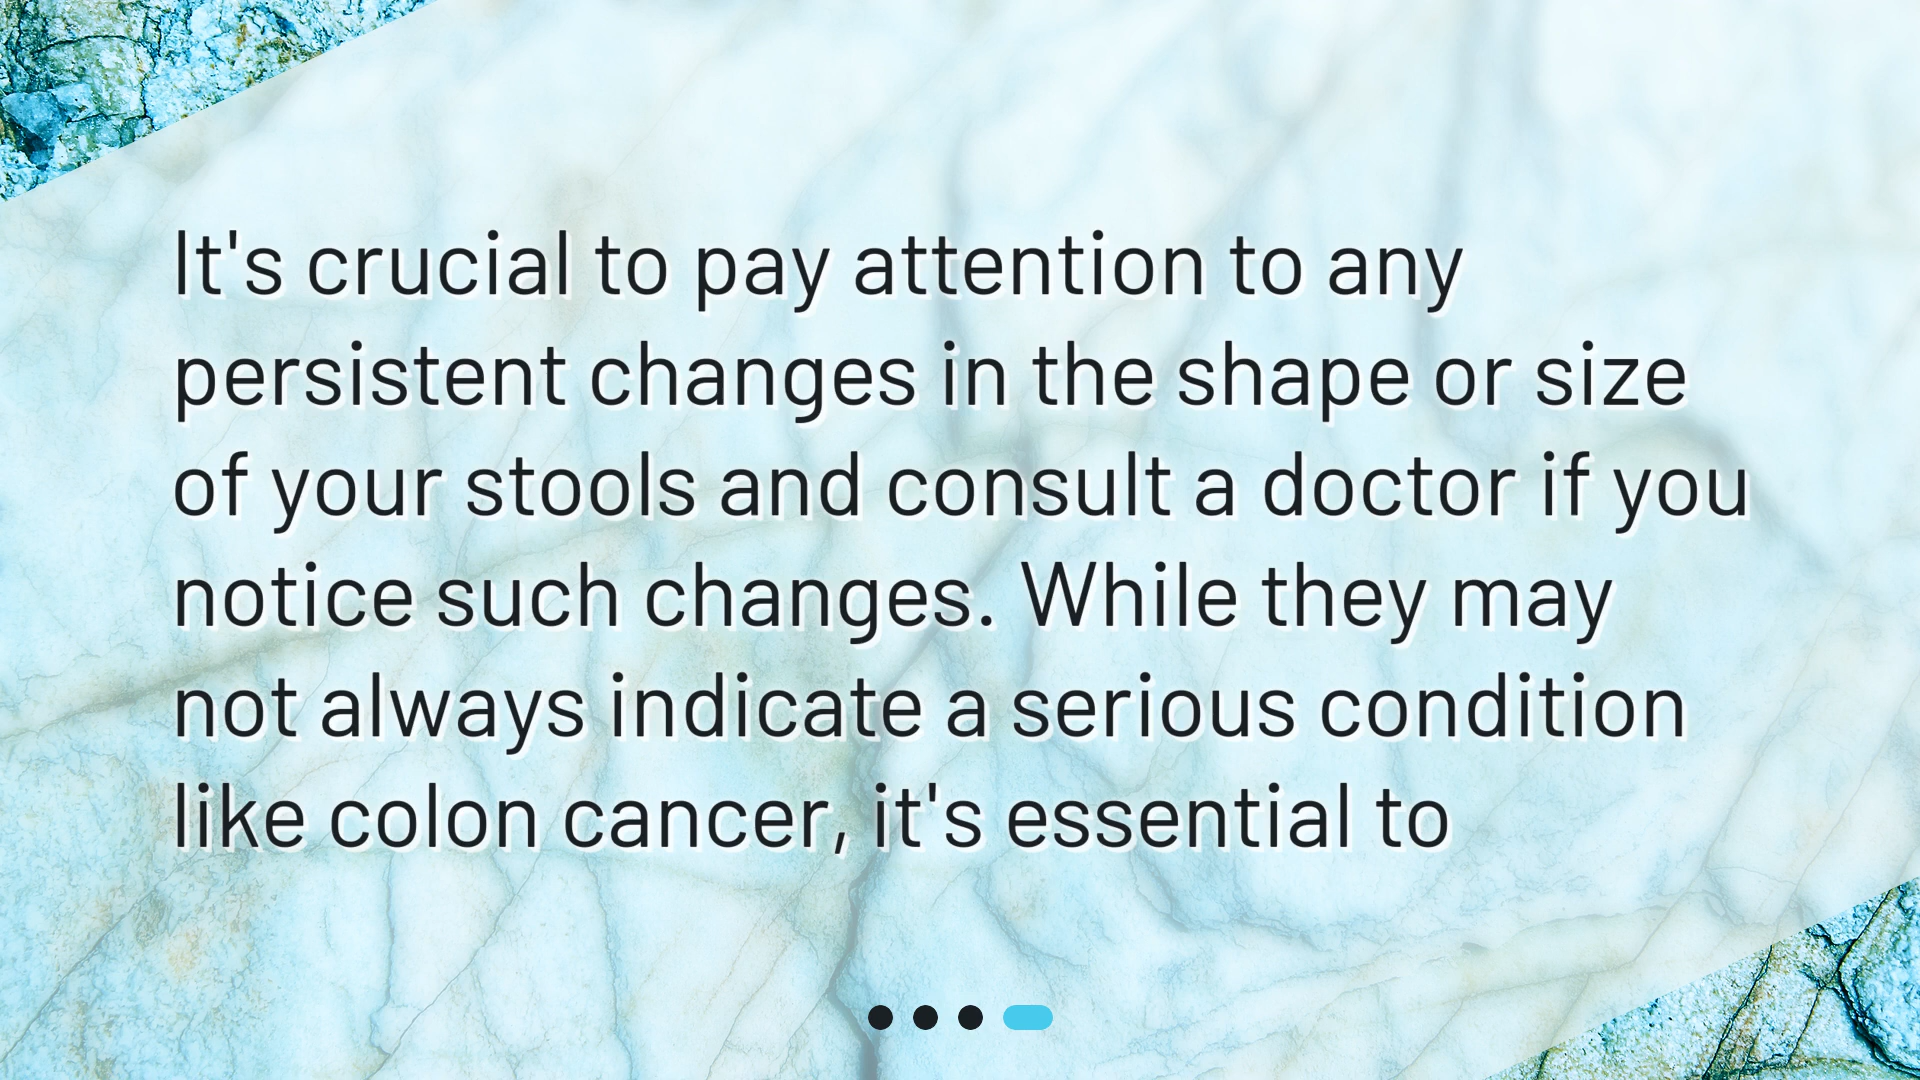 It's crucial to pay attention to any
persistent changes in the shape or size
of your stools and consult a doctor if you
notice such changes. While they may
not always indicate a serious condition
like colon cancer, it's essential to